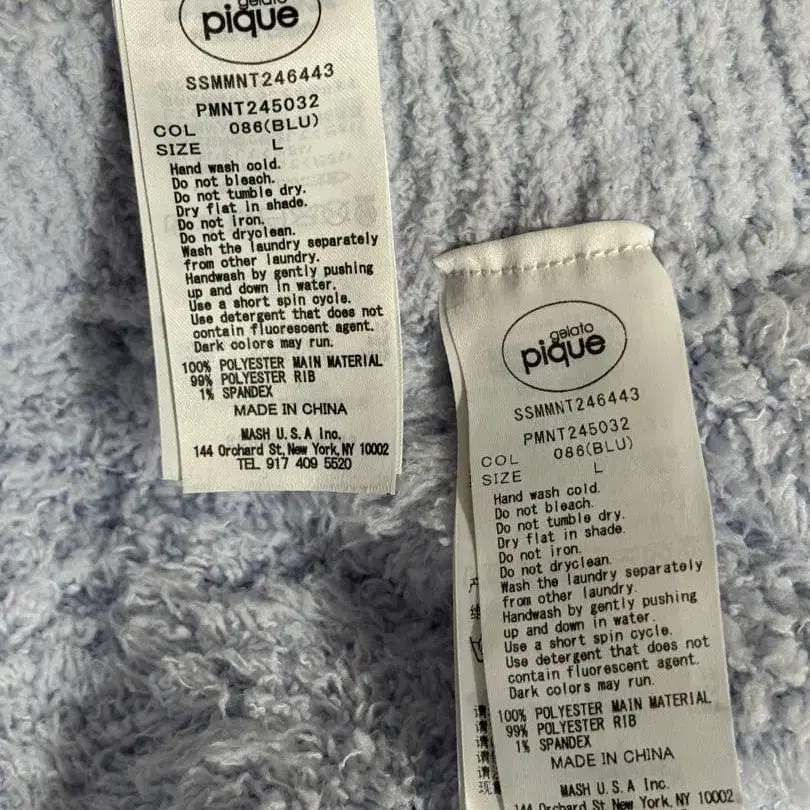 gelato
pique
SSMMNT246443
PMNT245032
COL 086(BLU)
SIZE L
Hand wash cold.
Do not bleach.
Do not tumble dry.
Dry flat in shade.
Do not iron.
Do not dryclean.
Wash the laundry separately
from other laundry.
Handwash by gently pushing
up and down in water.
Use a short spin cycle.
Use detergent that does not
contain fluorescent agent.
Dark colors may run.
100% POLYESTER MAIN MATERIAL
99% POLYESTER RIB
1% SPANDEX
MADE IN CHINA
MASH U.S.A Inc.
144 Orchard St, New York, NY 10002
TEL 917 409 5520
gelato
pique
SSMMNT246443
PMNT245032
COL 086(BLU)
SIZE L
Hand wash cold.
Do not bleach.
Do not tumble dry.
Dry flat in shade.
Do not iron.
Do not dryclean.
Wash the laundry separately
from other laundry.
Handwash by gently pushing
up and down in water.
Use a short spin cycle.
Use detergent that does not
contain fluorescent agent.
Dark colors may run.
100% POLYESTER MAIN MATERIAL
99% POLYESTER RIB
1% SPANDEX
MADE IN CHINA
MASH U.S.A Inc.
144 Orchard St, New York, NY 10002